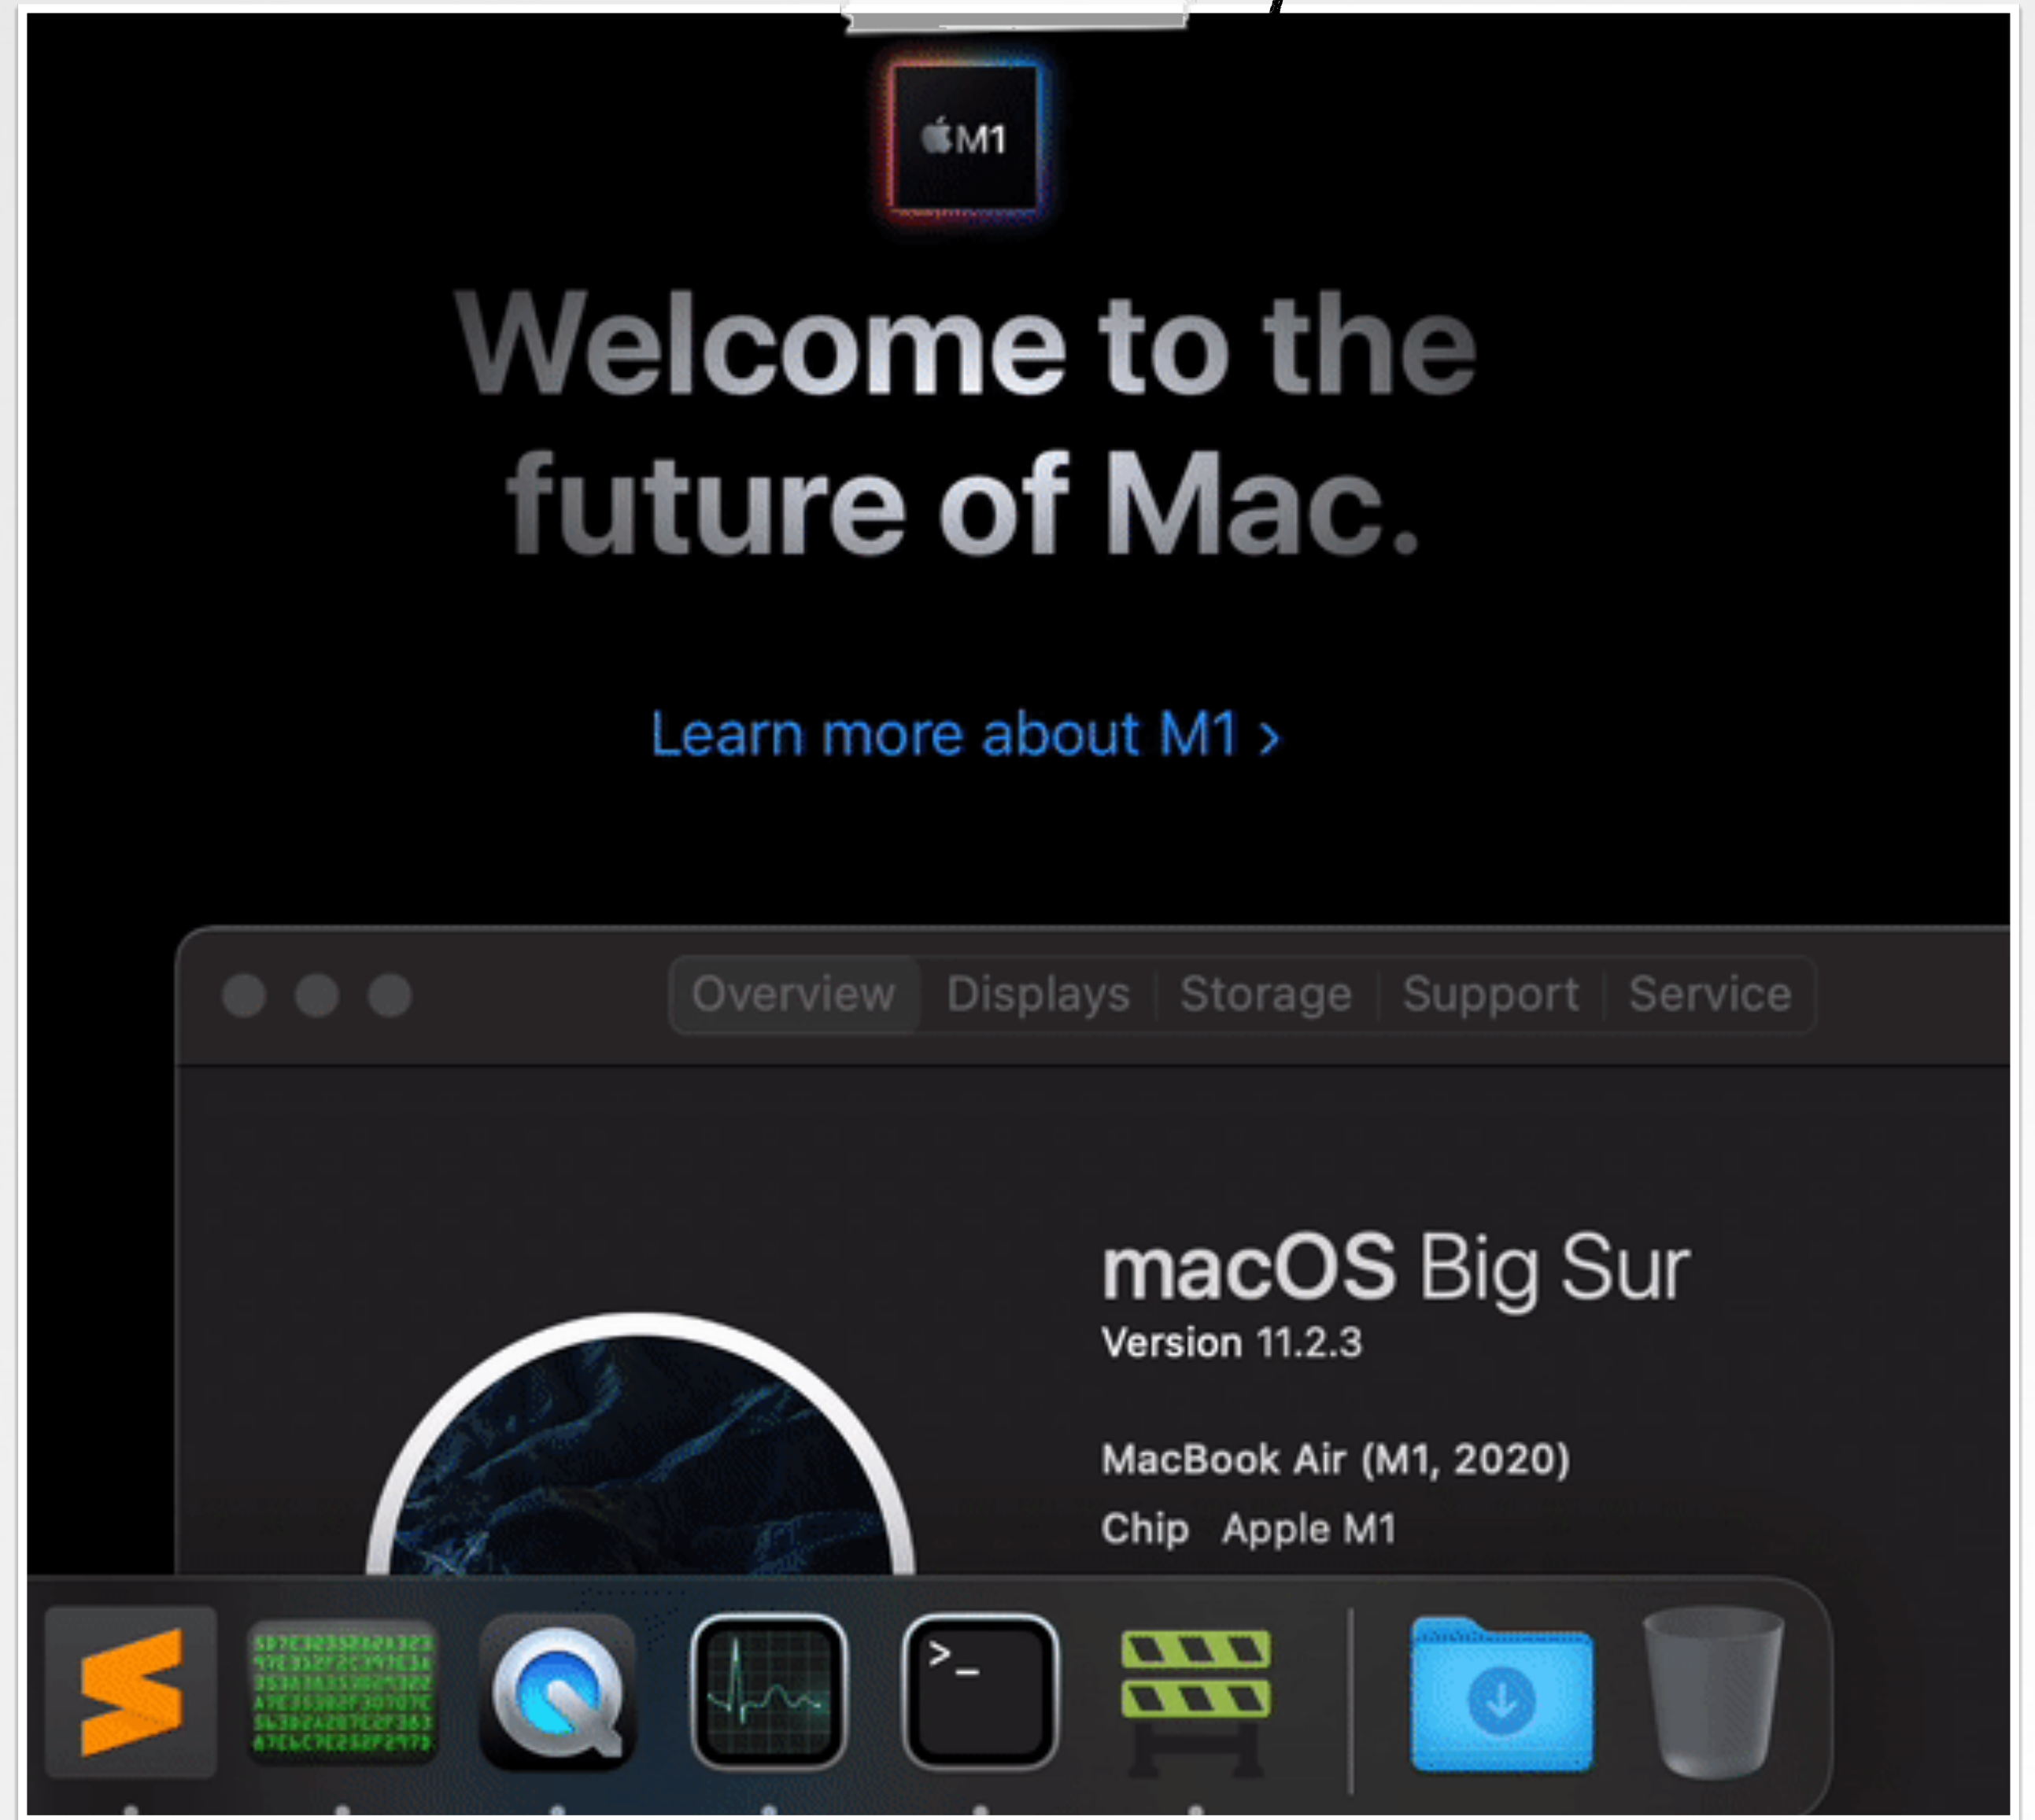 M1
Welcome to the
future of Mac.
Learn more about M1 >
Overview Displays Storage Support Service
macOS Big Sur
Version 11.2.3
MacBook Air (M1, 2020)
Chip Apple M1
>_